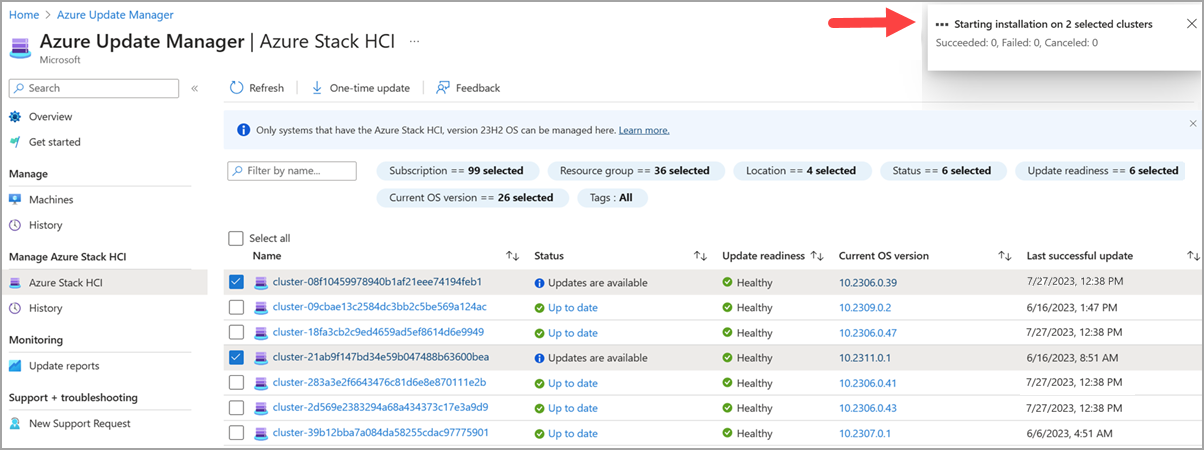 Home > Azure Update Manager
Azure Update Manager | Azure Stack HCI ...
Microsoft
Starting installation on 2 selected clusters
Succeeded: 0, Failed: 0, Canceled: 0
Search
Refresh One-time update Feedback
Overview
Get started
Manage
Machines
History
Manage Azure Stack HCI
Azure Stack HCI
History
Monitoring
Update reports
Support + troubleshooting
New Support Request
Only systems that have the Azure Stack HCI, version 23H2 OS can be managed here. Learn more.
Filter by name...
Subscription == 99 selected Resource group == 36 selected Location == 4 selected Status == 6 selected Update readiness == 6 selected
Current OS version == 26 selected Tags : All
Select all
Name Status Update readiness Current OS version Last successful update
cluster-08f10459978940b1af21eee74194feb1 Updates are available Healthy 10.2306.0.39 7/27/2023, 12:38 PM
cluster-09cbae13c2584dc3bb2c5be569a124ac Up to date Healthy 10.2309.0.2 6/16/2023, 1:47 PM
cluster-18fa3cb2c9ed4659ad5ef8614d6e9949 Up to date Healthy 10.2306.0.47 7/27/2023, 12:38 PM
cluster-21ab9f147bd34e59b047488b63600bea Updates are available Healthy 10.2311.0.1 6/16/2023, 8:51 AM
cluster-283a3e2f6643476c81d6e8e870111e2b Up to date Healthy 10.2306.0.41 7/27/2023, 12:38 PM
cluster-2d569e2383294a68a434373c17e3a9d9 Up to date Healthy 10.2306.0.43 7/27/2023, 12:38 PM
cluster-39b12bba7a084da58255cdac97775901 Up to date Healthy 10.2307.0.1 6/6/2023, 4:51 AM